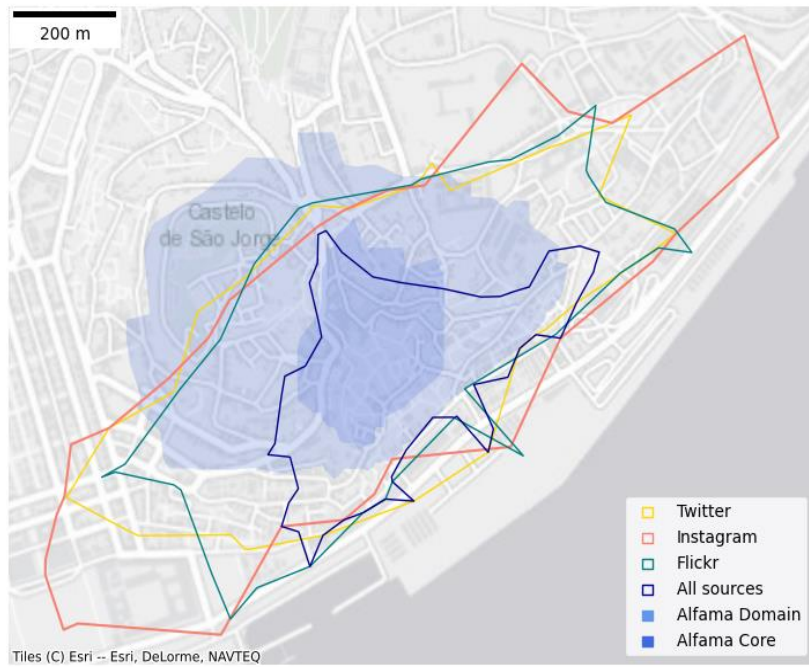 200 m
Castelo
de São Jorge
Twitter
Instagram
Flickr
All sources
Alfama Domain
Alfama Core
Tiles (C) Esri -- Esri, DeLorme, NAVTEQ